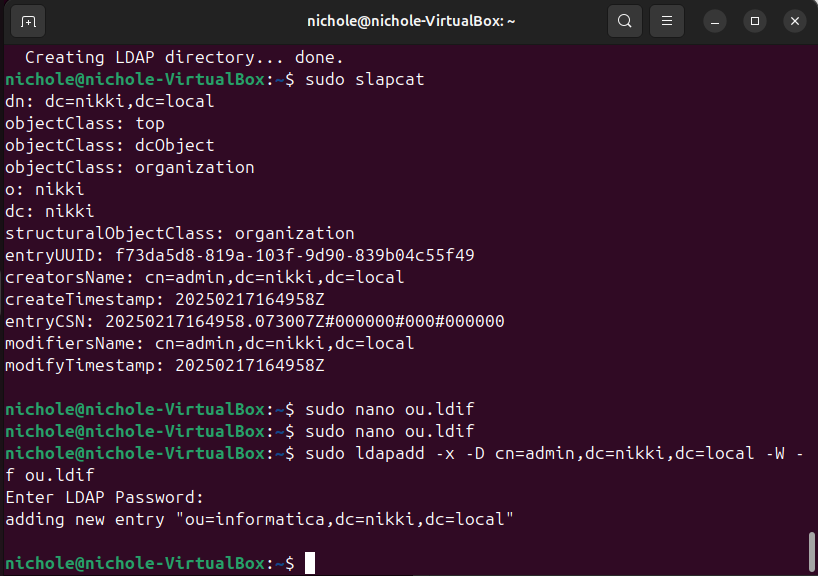 nichole@nichole-VirtualBox: ~
Creating LDAP directory... done.
nichole@nichole-VirtualBox:~$ sudo slapcat
dn: dc=nikki,dc=local
objectClass: top
objectClass: dcObject
objectClass: organization
o: nikki
dc: nikki
structuralObjectClass: organization
entryUUID: f73da5d8-819a-103f-9d90-839b04c55f49
creatorsName: cn=admin,dc=nikki,dc=local
createTimestamp: 20250217164958Z
entryCSN: 20250217164958.073007Z#000000#000#000000
modifiersName: cn=admin,dc=nikki,dc=local
modifyTimestamp: 20250217164958Z
nichole@nichole-VirtualBox:~$ sudo nano ou.ldif
nichole@nichole-VirtualBox:~$ sudo nano ou.ldif
nichole@nichole-VirtualBox:~$ sudo ldapadd -x -D cn=admin,dc=nikki,dc=local -W -
f ou.ldif
Enter LDAP Password:
adding new entry "ou=informatica,dc=nikki,dc=local"
nichole@nichole-VirtualBox:~$